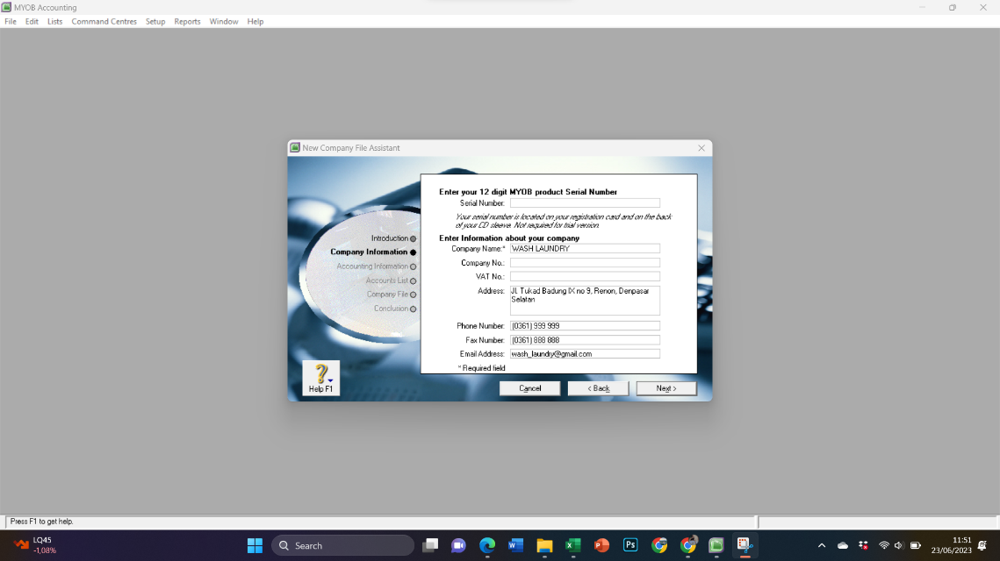 MYOB Accounting
File Edit Lists Command Centres Setup Reports Window Help
New Company File Assistant
Introduction
Company Information
Accounting Information
Accounts List
Company File
Conclusion
Help F1
Enter your 12 digit MYOB product Serial Number
Serial Number:
Your serial number is located on your registration card and on the back
of your CD sleeve. Not required for trial version.
Enter Information about your company
Company Name:* WASH LAUNDRY
Company No.:
VAT No.:
Address: Jl. Tukad Badung IX no 9, Renon, Denpasar
Selatan
Phone Number: (0361) 999 999
Fax Number: (0361) 888 888
Email Address: wash_laundry@gmail.com
* Required field
Cancel < Back Next >
Press F1 to get help.
LQ45
-1,08%
Search
W
X
P
Ps
11:51
23/06/2023